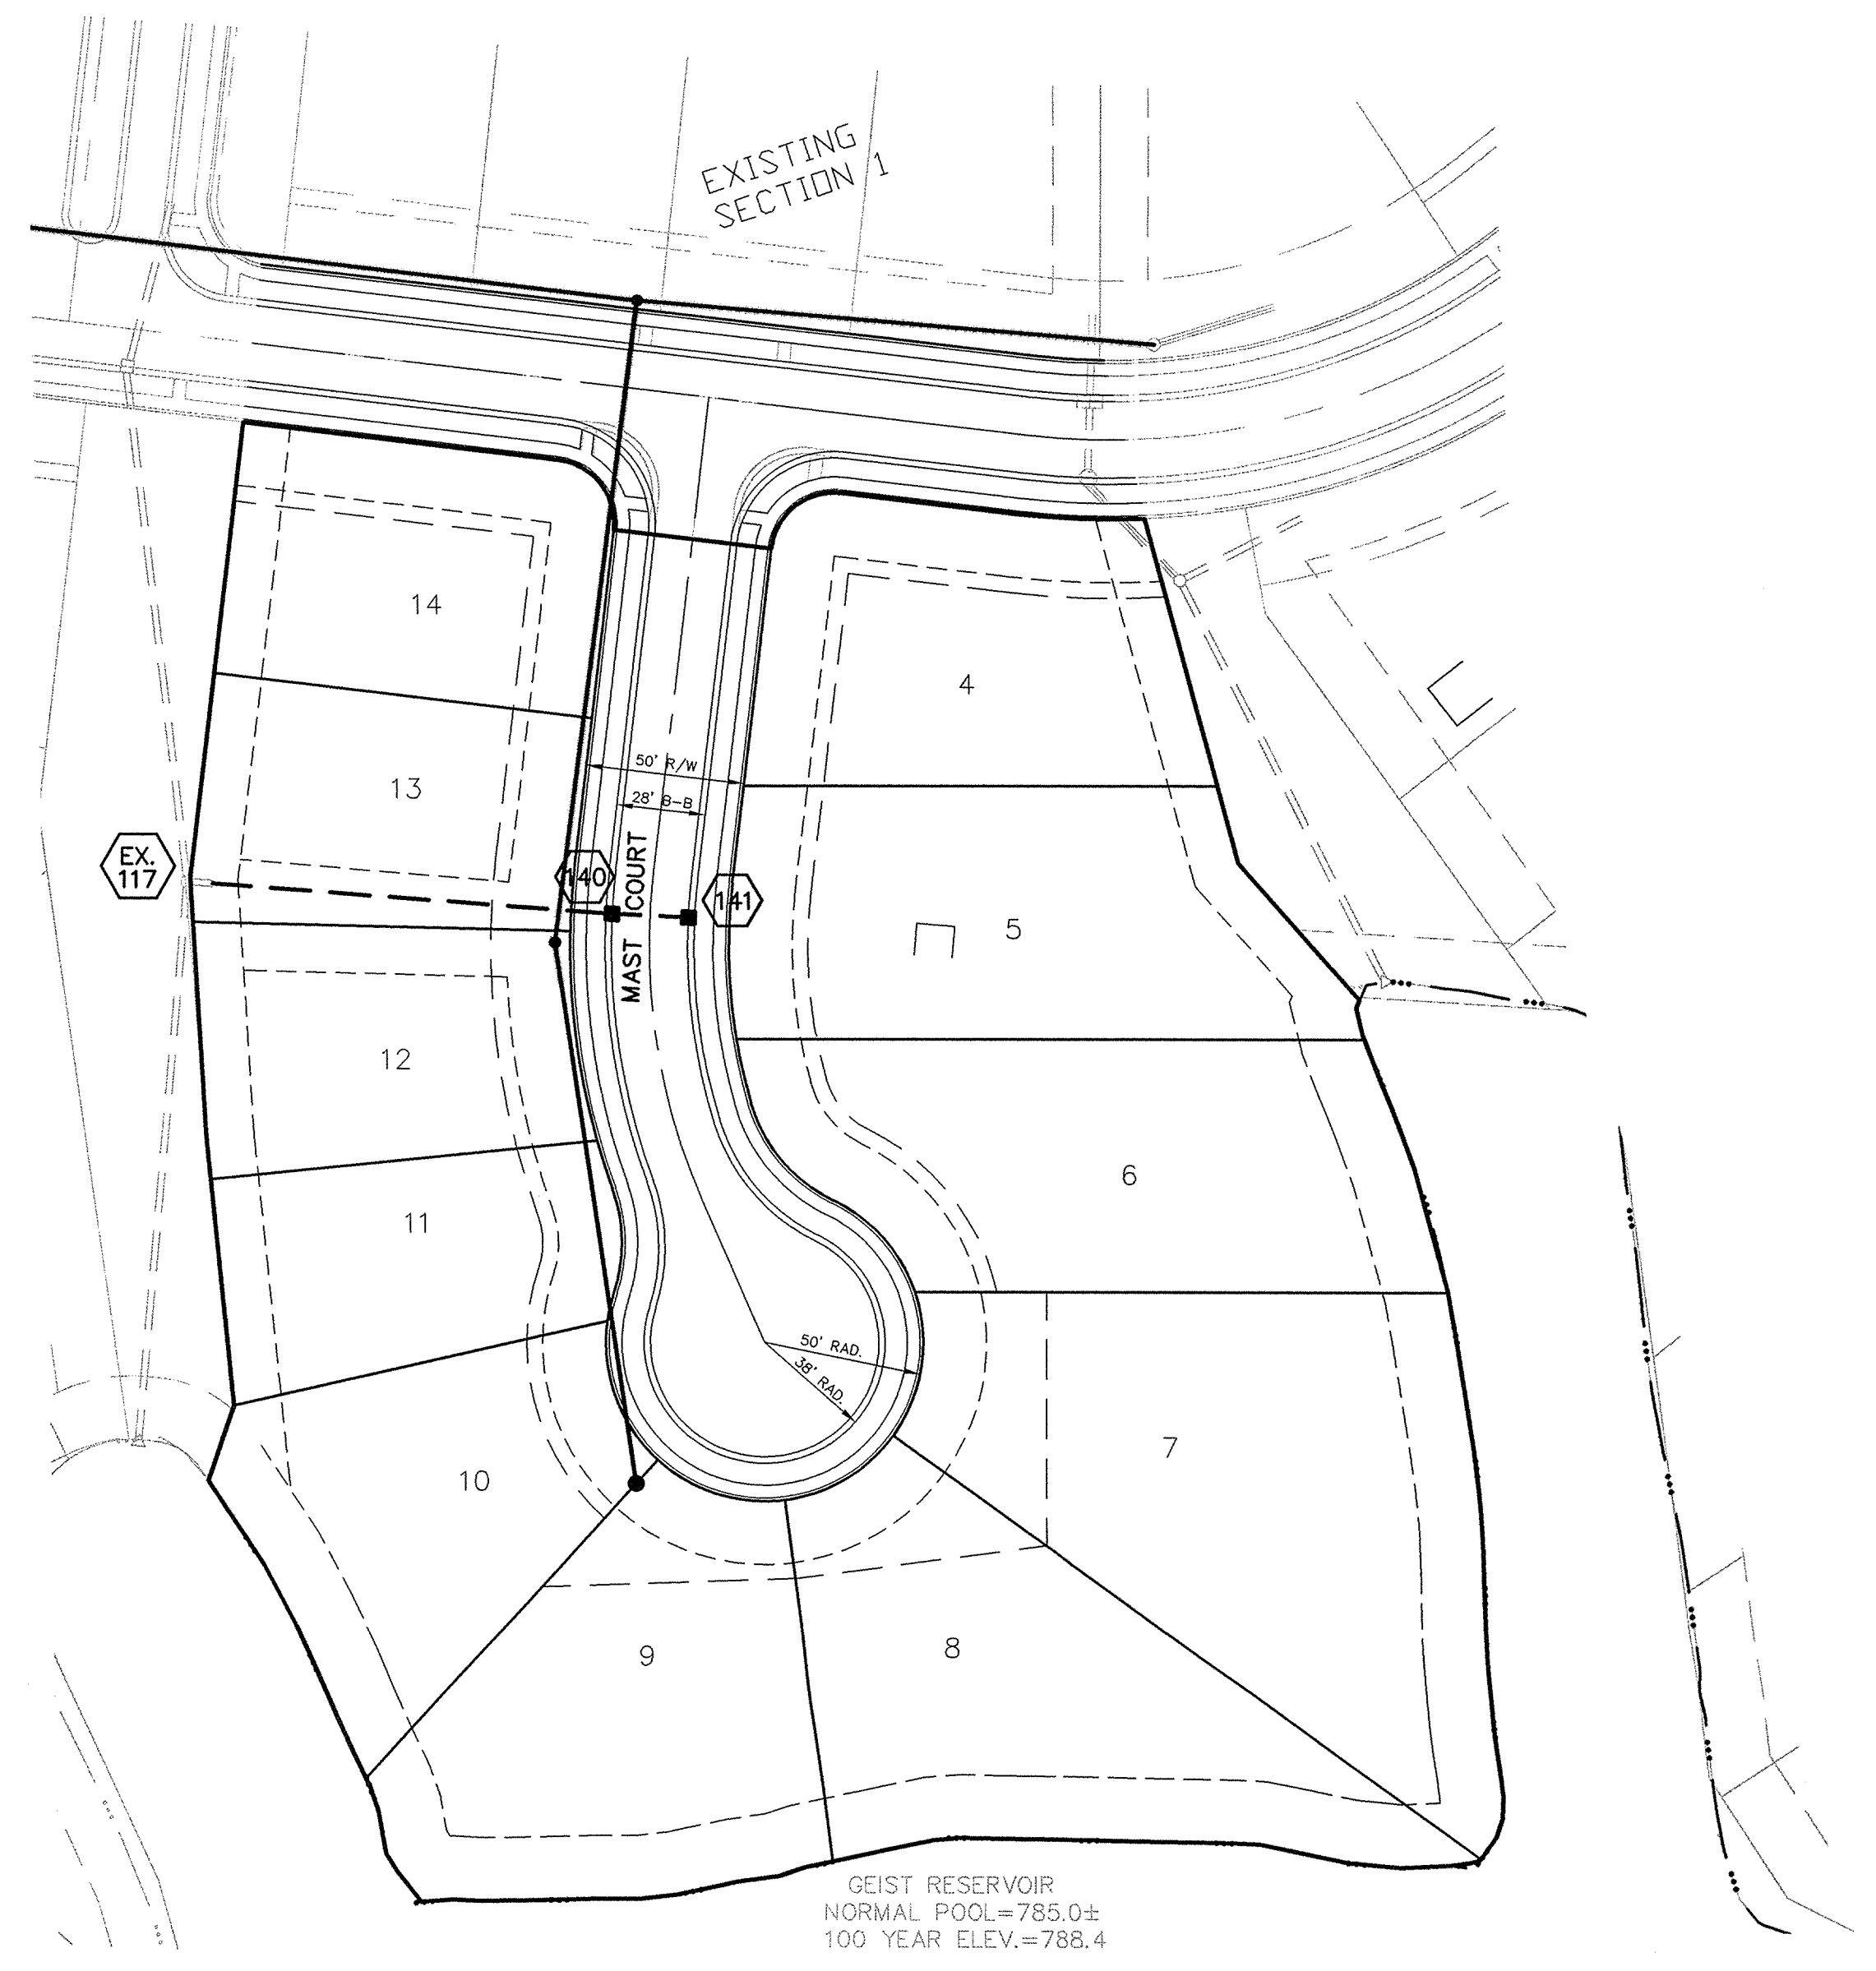 EXISTING
SECTION 1
14
4
50' R/W
13
28' B-B
EX.
117
140
MAST COURT
141
5
12
6
11
50' RAD.
38' RAD.
7
10
9
8
GEIST RESERVOIR
NORMAL POOL=785.0±
100 YEAR ELEV.=788.4